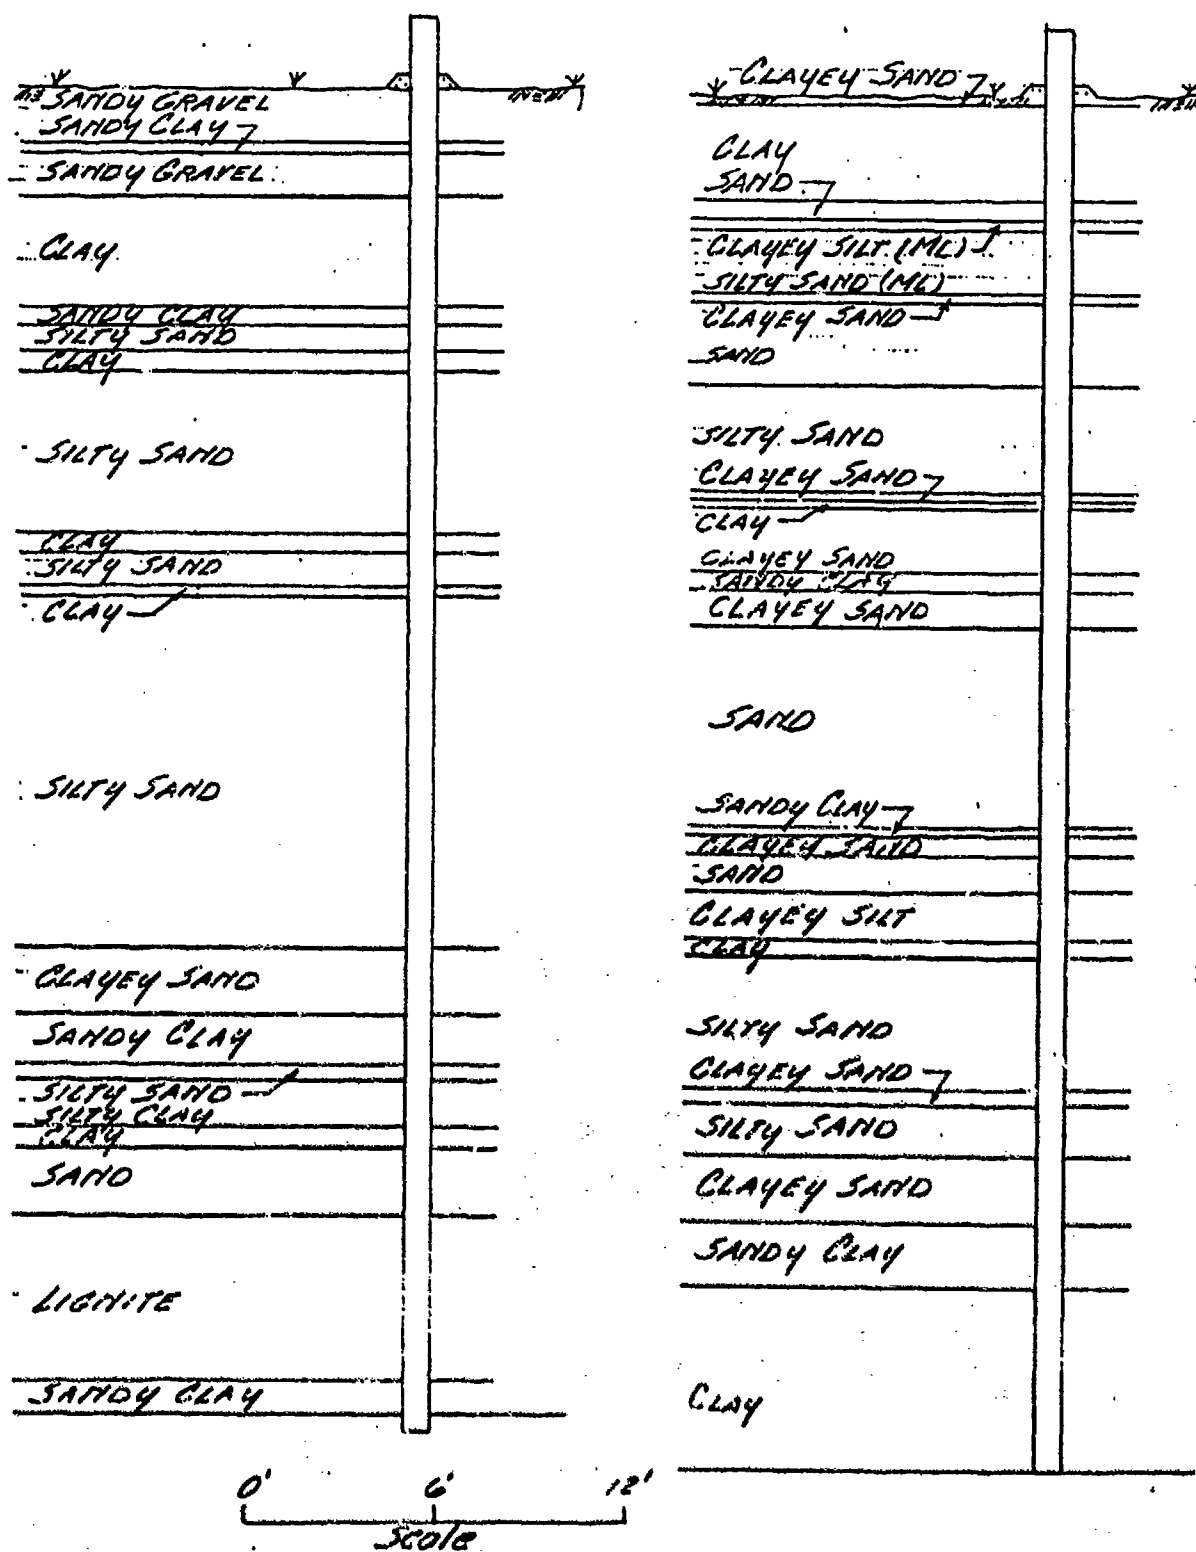 SANDY GRAVEL
SANDY CLAY
SANDY GRAVEL
CLAY
SANDY CLAY
SILTY SAND
CLAY
SILTY SAND
CLAY
SILTY SAND
CLAY
SILTY SAND
CLAYEY SAND
SANDY CLAY
SILTY SAND
SILTY CLAY
CLAY
SAND
LIGNITE
SANDY CLAY
CLAYEY SAND
CLAY
SAND
CLAYEY SILT (ML)
SILTY SAND (ML)
CLAYEY SAND
SAND
SILTY SAND
CLAYEY SAND
CLAY
CLAYEY SAND
SANDY CLAY
CLAYEY SAND
SAND
SANDY CLAY
CLAYEY SAND
SAND
CLAYEY SILT
CLAY
SILTY SAND
CLAYEY SAND
SILTY SAND
CLAYEY SAND
SANDY CLAY
CLAY
0' 6' 12'
Scale